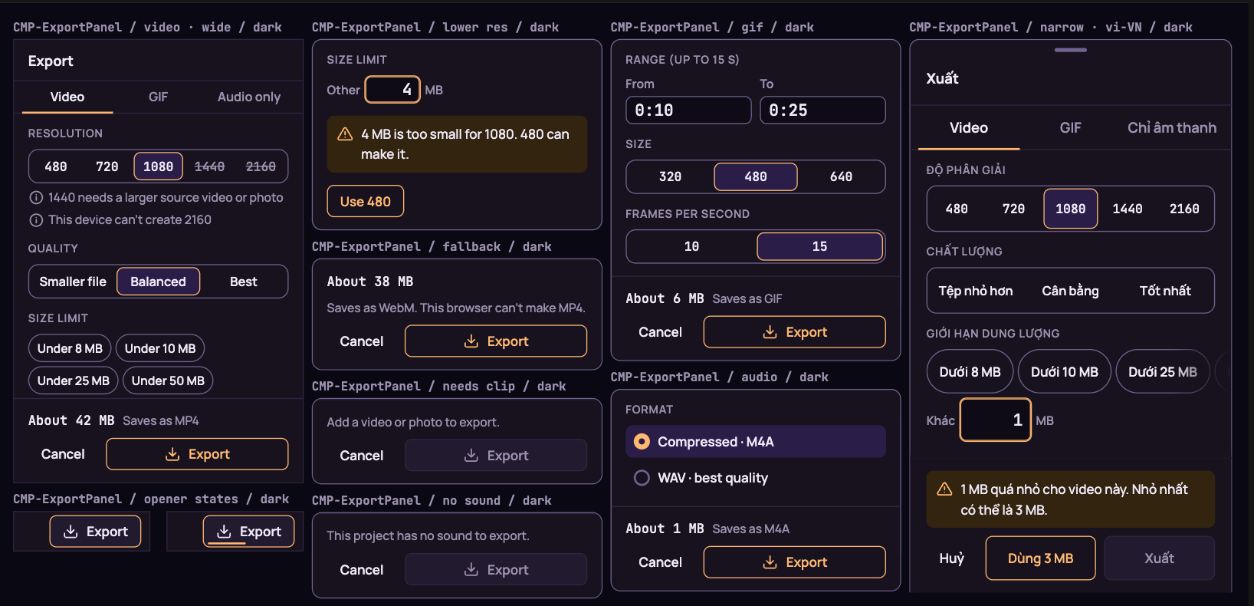 CMP-ExportPanel / video · wide / dark
Export
Video GIF Audio only
RESOLUTION
480 720 1080 1440 2160
1440 needs a larger source video or photo
This device can't create 2160
QUALITY
Smaller file Balanced Best
SIZE LIMIT
Under 8 MB Under 10 MB
Under 25 MB Under 50 MB
About 42 MB Saves as MP4
Cancel Export
CMP-ExportPanel / opener states / dark
Export Export
CMP-ExportPanel / lower res / dark
SIZE LIMIT
Other 4 MB
4 MB is too small for 1080. 480 can
make it.
Use 480
CMP-ExportPanel / fallback / dark
About 38 MB
Saves as WebM. This browser can't make MP4.
Cancel Export
CMP-ExportPanel / needs clip / dark
Add a video or photo to export.
Cancel Export
CMP-ExportPanel / no sound / dark
This project has no sound to export.
Cancel Export
CMP-ExportPanel / gif / dark
RANGE (UP TO 15 S)
From To
0:10 0:25
SIZE
320 480 640
FRAMES PER SECOND
10 15
About 6 MB Saves as GIF
Cancel Export
CMP-ExportPanel / audio / dark
FORMAT
Compressed · M4A
WAV · best quality
About 1 MB Saves as M4A
Cancel Export
CMP-ExportPanel / narrow · vi-VN / dark
Xuất
Video GIF Chỉ âm thanh
ĐỘ PHÂN GIẢI
480 720 1080 1440 2160
CHẤT LƯỢNG
Tệp nhỏ hơn Cân bằng Tốt nhất
GIỚI HẠN DUNG LƯỢNG
Dưới 8 MB Dưới 10 MB Dưới 25 MB
Khác 1 MB
1 MB quá nhỏ cho video này. Nhỏ nhất
có thể là 3 MB.
Huỷ Dùng 3 MB Xuất